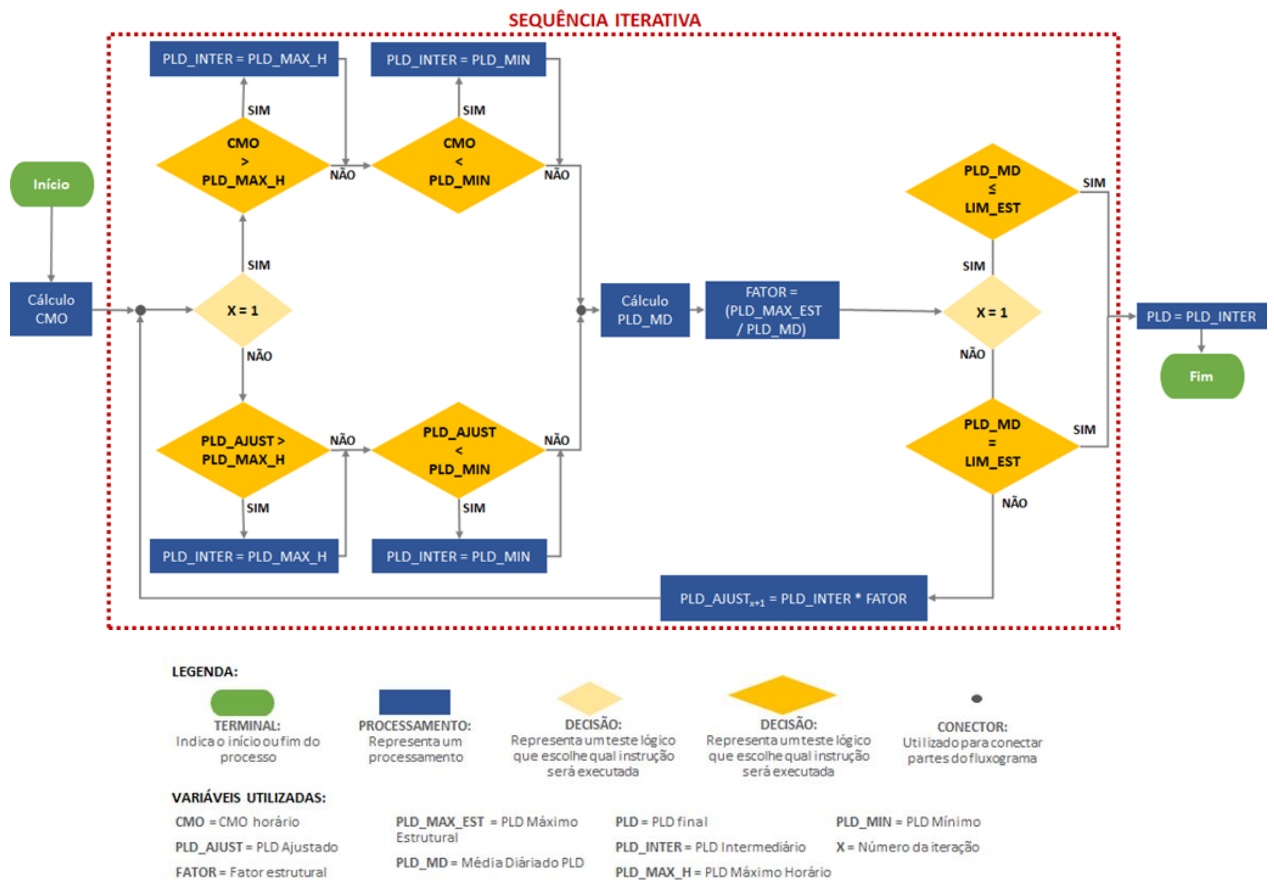 SEQUÊNCIA ITERATIVA
PLD_INTER = PLD_MAX_H
PLD_INTER = PLD_MIN
SIM
SIM
CMO
>
PLD_MAX_H
NÃO
CMO
<
PLD_MIN
NÃO
PLD_MD
≤
LIM_EST
SIM
Início
SIM
SIM
Cálculo
CMO
X = 1
Cálculo
PLD_MD
FATOR =
(PLD_MAX_EST
/ PLD_MD)
X = 1
PLD = PLD_INTER
NÃO
NÃO
Fim
PLD_AJUST >
PLD_MAX_H
NÃO
PLD_AJUST
<
PLD_MIN
NÃO
PLD_MD
=
LIM_EST
SIM
SIM
SIM
NÃO
PLD_INTER = PLD_MAX_H
PLD_INTER = PLD_MIN
PLD_AJUSTx+1 = PLD_INTER * FATOR
LEGENDA:
TERMINAL:
Indica o início ou fim do
processo
PROCESSAMENTO:
Representa um
processamento
DECISÃO:
Representa um teste lógico
que escolhe qual instrução
será executada
DECISÃO:
Representa um teste lógico
que escolhe qual instrução
será executada
CONECTOR:
Utilizado para conectar
partes do fluxograma
VARIÁVEIS UTILIZADAS:
CMO = CMO horário
PLD_AJUST = PLD Ajustado
FATOR = Fator estrutural
PLD_MAX_EST = PLD Máximo
Estrutural
PLD_MD = Média Diáriado PLD
PLD = PLD final
PLD_INTER = PLD Intermediário
PLD_MAX_H = PLD Máximo Horário
PLD_MIN = PLD Mínimo
X = Número da iteração